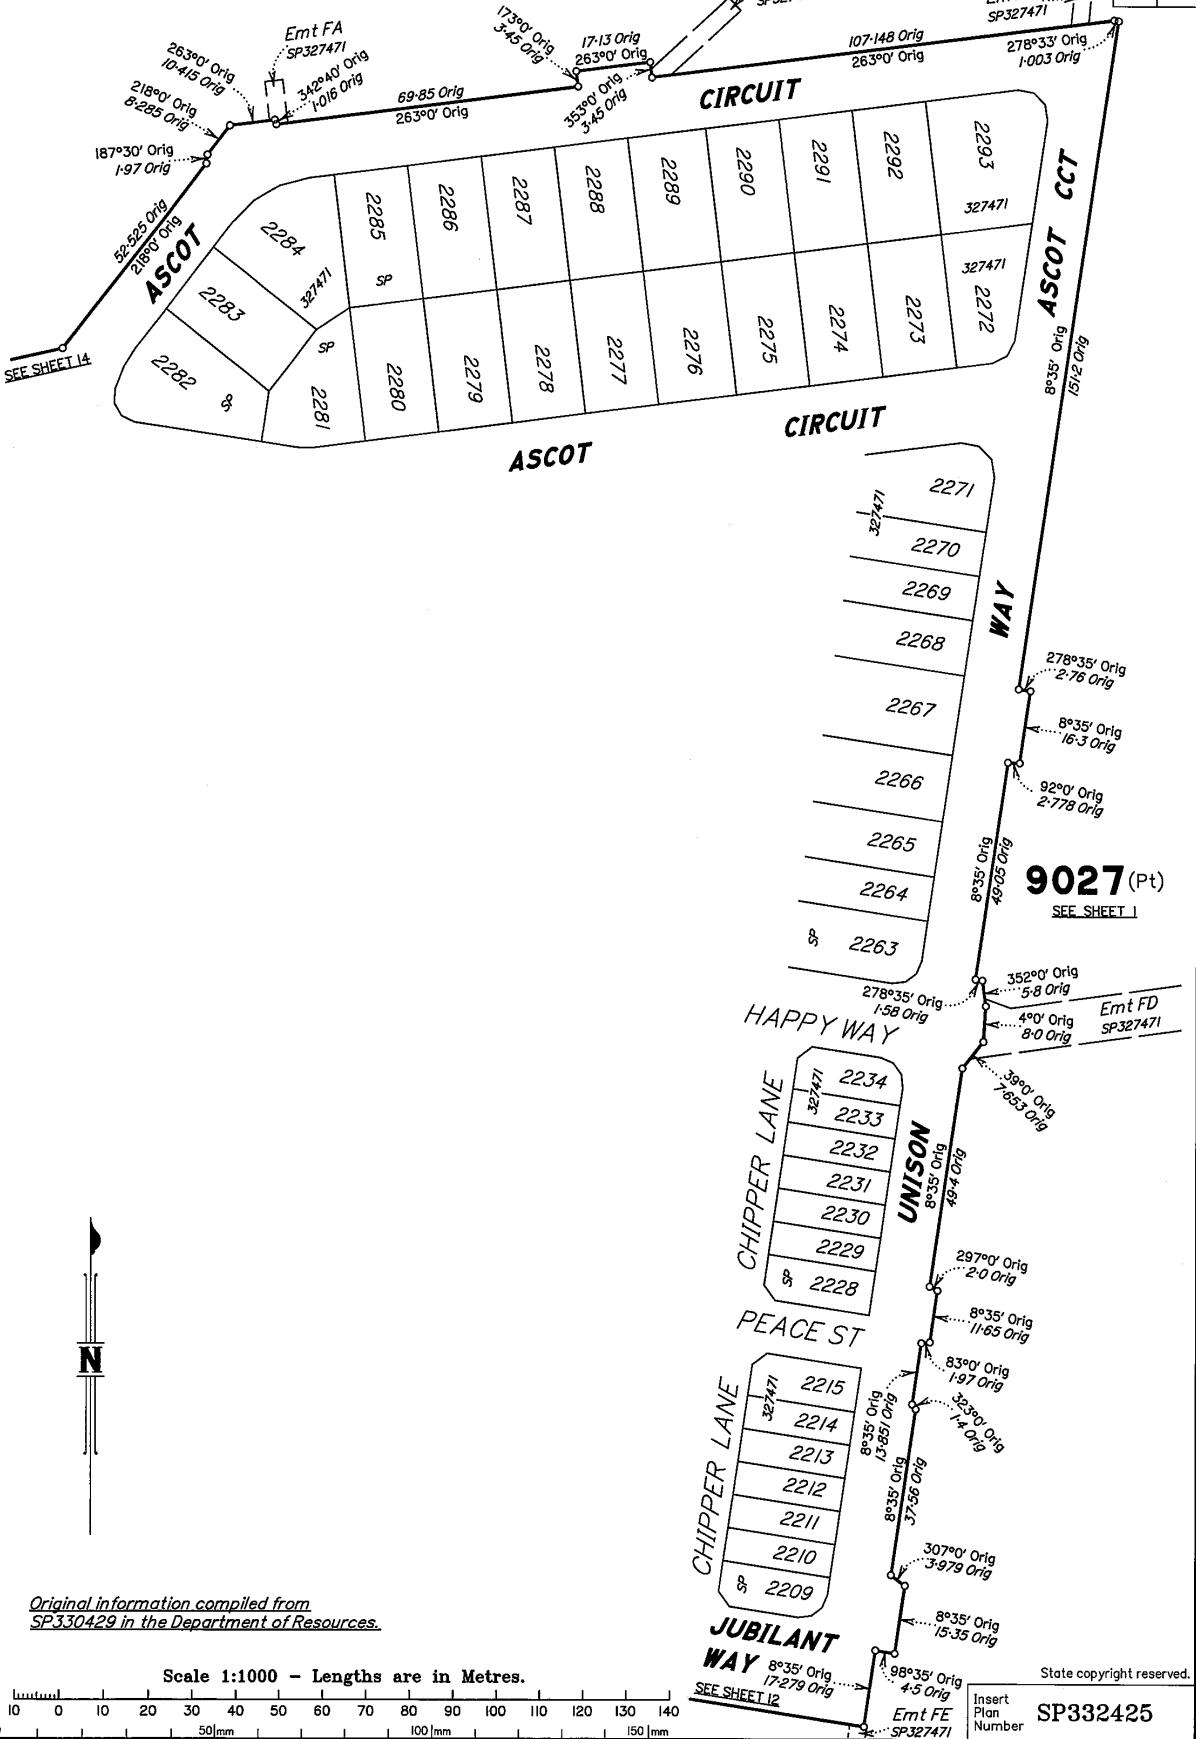 SP327471
Emt FA
SP327471
263°0' Orig
10·415 Orig
218°0' Orig
8·285 Orig
187°30' Orig
1·97 Orig
52·525 Orig
218°0' Orig
342°40' Orig
1·016 Orig
69·85 Orig
263°0' Orig
173°0' Orig
3·45 Orig
17·13 Orig
263°0' Orig
353°0' Orig
3·45 Orig
107·148 Orig
263°0' Orig
278°33' Orig
1·003 Orig
CIRCUIT
ASCOT
ASCOT CCT
2284
327471
2283
2282
SP
2285
SP
2286
2287
2288
2289
2290
2291
2292
2293
327471
327471
2272
2273
2274
2275
2276
2277
2278
2279
2280
2281
SP
SEE SHEET 14
8°35' Orig
151·2 Orig
CIRCUIT
ASCOT
2271
327471
2270
2269
2268
2267
2266
2265
2264
SP 2263
WAY
278°35' Orig
2·76 Orig
8°35' Orig
16·3 Orig
92°0' Orig
2·778 Orig
8°35' Orig
49·05 Orig
9027 (Pt)
SEE SHEET 1
278°35' Orig
1·58 Orig
352°0' Orig
5·8 Orig
4°0' Orig
8·0 Orig
Emt FD
SP327471
39°0' Orig
7·653 Orig
HAPPY WAY
CHIPPER LANE
2234
327471
2233
2232
2231
2230
2229
SP 2228
UNISON
8°35' Orig
49·4 Orig
297°0' Orig
2·0 Orig
8°35' Orig
11·65 Orig
83°0' Orig
1·97 Orig
323°0' Orig
1·4 Orig
PEACE ST
CHIPPER LANE
2215
327471
2214
2213
2212
2211
2210
SP 2209
8°35' Orig
13·851 Orig
8°35' Orig
37·56 Orig
307°0' Orig
3·979 Orig
8°35' Orig
15·35 Orig
98°35' Orig
4·5 Orig
JUBILANT
WAY
8°35' Orig
17·279 Orig
SEE SHEET 12
Emt FE
SP327471
N
Original information compiled from
SP330429 in the Department of Resources.
Scale 1:1000 – Lengths are in Metres.
10 0 10 20 30 40 50 60 70 80 90 100 110 120 130 140
50 mm 100 mm 150 mm
State copyright reserved.
Insert
Plan
Number
SP332425